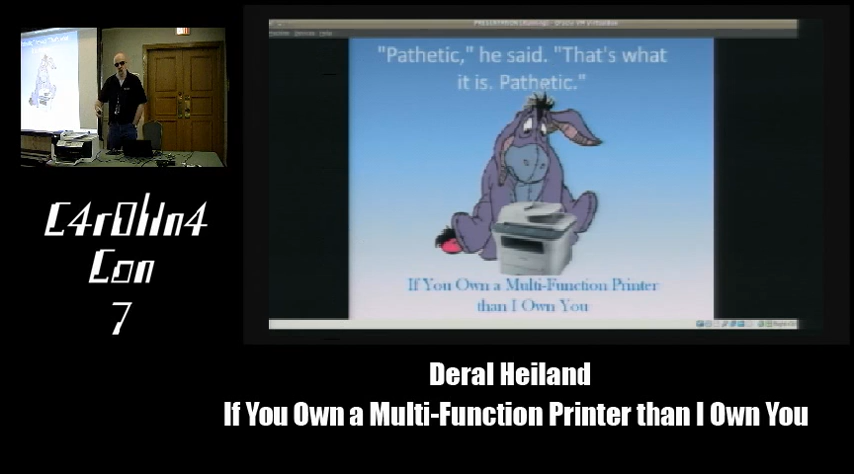 "Pathetic," he said. "That's what
it is. Pathetic."
If You Own a Multi-Function Printer
than I Own You
C4r0l1n4
Con
7
Deral Heiland
If You Own a Multi-Function Printer than I Own You